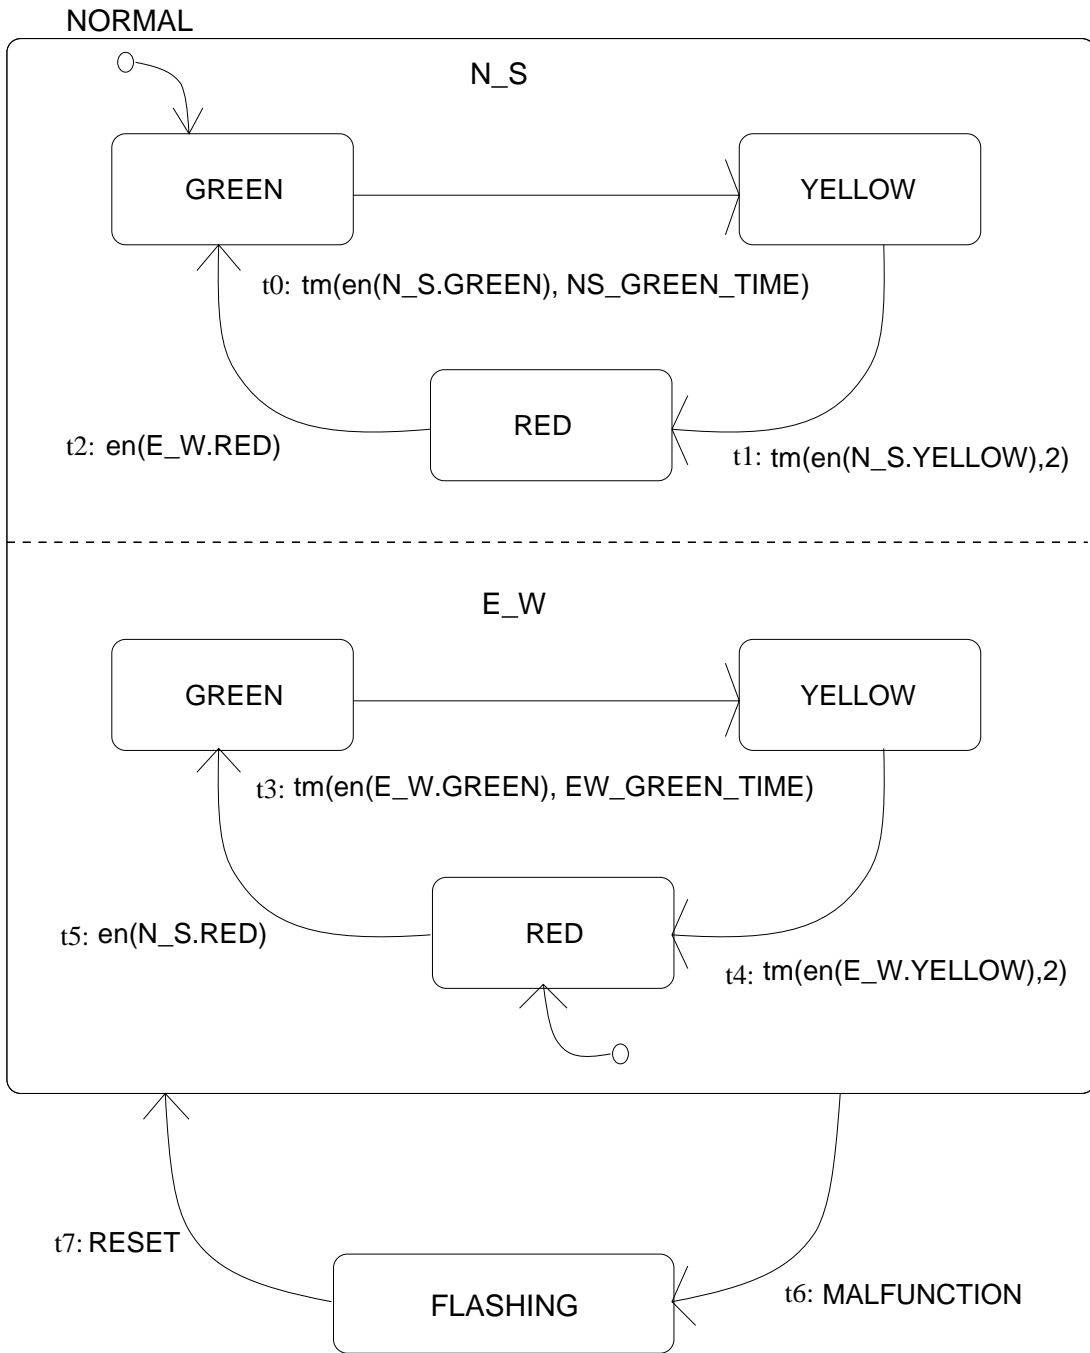 NORMAL
N_S
GREEN
YELLOW
t0: tm(en(N_S.GREEN), NS_GREEN_TIME)
RED
t2: en(E_W.RED)
t1: tm(en(N_S.YELLOW),2)
E_W
GREEN
YELLOW
t3: tm(en(E_W.GREEN), EW_GREEN_TIME)
RED
t5: en(N_S.RED)
t4: tm(en(E_W.YELLOW),2)
t7: RESET
FLASHING
t6: MALFUNCTION